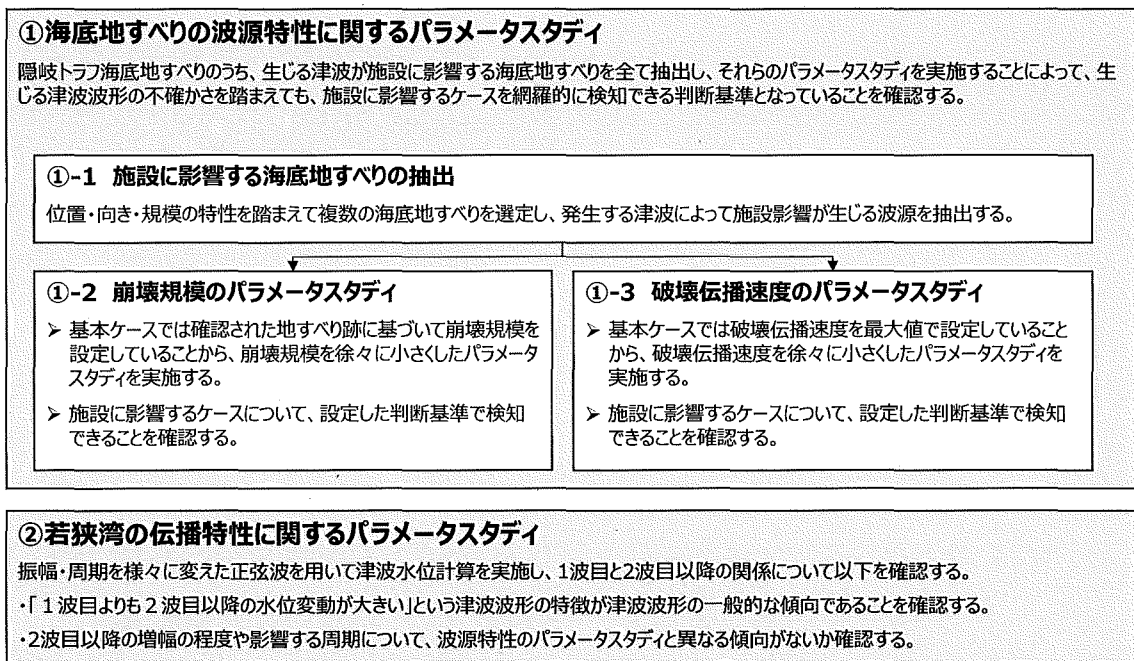 ①海底地すべりの波源特性に関するパラメータスタディ
隠岐トラフ海底地すべりのうち、生じる津波が施設に影響する海底地すべりを全て抽出し、それらのパラメータスタディを実施することによって、生
じる津波波形の不確かさを踏まえても、施設に影響するケースを網羅的に検知できる判断基準となっていることを確認する。
①-1 施設に影響する海底地すべりの抽出
位置・向き・規模の特性を踏まえて複数の海底地すべりを選定し、発生する津波によって施設影響が生じる波源を抽出する。
①-2 崩壊規模のパラメータスタディ
➢ 基本ケースでは確認された地すべり跡に基づいて崩壊規模を
設定していることから、崩壊規模を徐々に小さくしたパラメータ
スタディを実施する。
➢ 施設に影響するケースについて、設定した判断基準で検知
できることを確認する。
①-3 破壊伝播速度のパラメータスタディ
➢ 基本ケースでは破壊伝播速度を最大値で設定していること
から、破壊伝播速度を徐々に小さくしたパラメータスタディを
実施する。
➢ 施設に影響するケースについて、設定した判断基準で検知
できることを確認する。
②若狭湾の伝播特性に関するパラメータスタディ
振幅・周期を様々に変えた正弦波を用いて津波水位計算を実施し、1波目と2波目以降の関係について以下を確認する。
・「１波目よりも２波目以降の水位変動が大きい」という津波波形の特徴が津波波形の一般的な傾向であることを確認する。
・2波目以降の増幅の程度や影響する周期について、波源特性のパラメータスタディと異なる傾向がないか確認する。